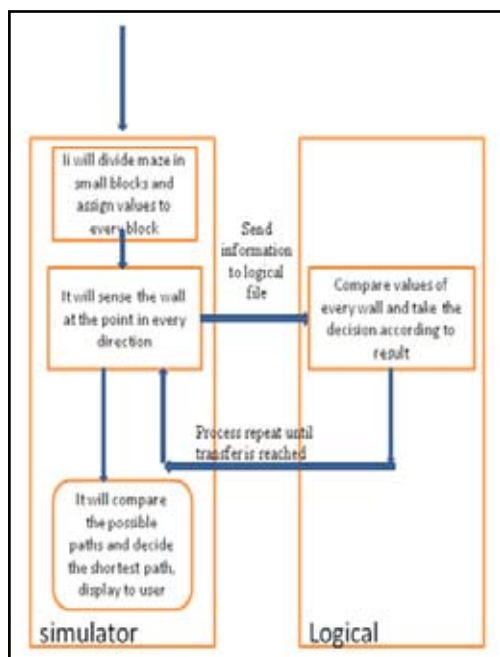 Ii will divide maze in
small blocks and
assign values to
every block
Send
information
to logical
file
It will sense the wall
at the point in every
direction
Compare values of
every wall and take the
decision according to
result
Process repeat until
transfer is reached
It will compare
the possible
paths and decide
the shortest path,
display to user
simulator
Logical